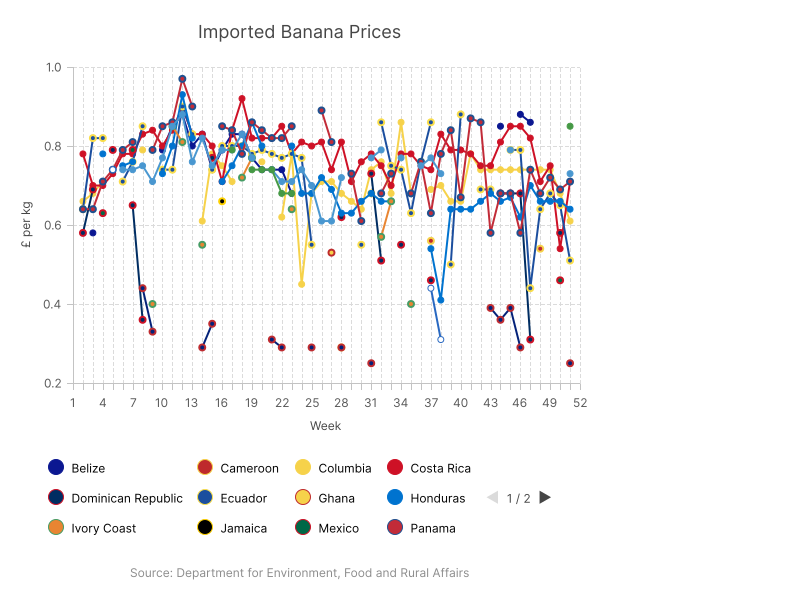 Imported Banana Prices
1.0
0.8
0.6
0.4
0.2
£ per kg
1 4 7 10 13 16 19 22 25 28 31 34 37 40 43 46 49 52
Week
Belize Cameroon Columbia Costa Rica
Dominican Republic Ecuador Ghana Honduras 1 / 2
Ivory Coast Jamaica Mexico Panama
Source: Department for Environment, Food and Rural Affairs